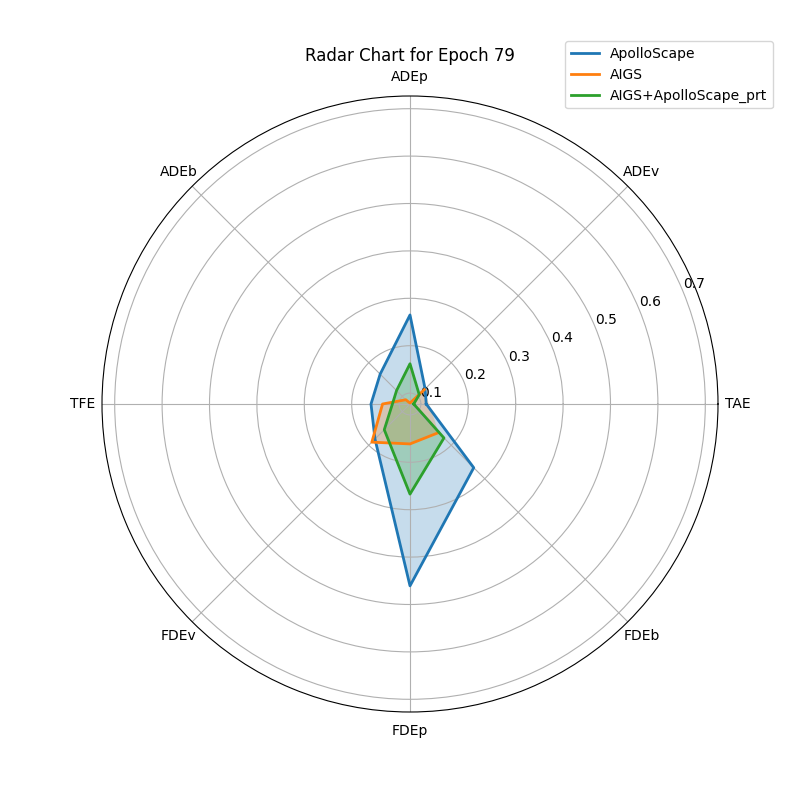 Radar Chart for Epoch 79
ApolloScape
AIGS
AIGS+ApolloScape_prt
ADEp
ADEb
ADEv
0.7
0.6
0.5
0.4
0.3
0.2
0.1
TFE
TAE
FDEv
FDEb
FDEp